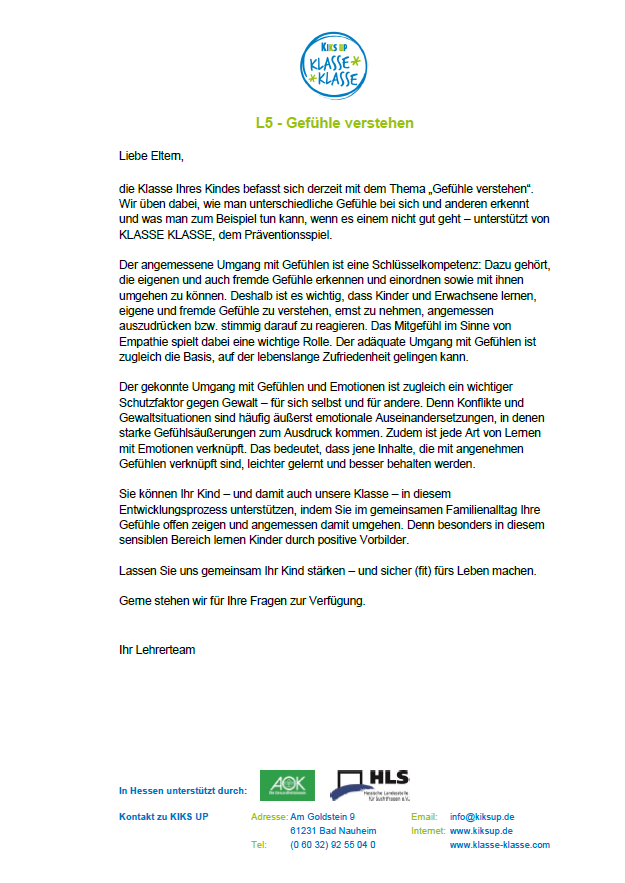 KIKS UP
KLASSE
KLASSE
L5 - Gefühle verstehen
Liebe Eltern,
die Klasse Ihres Kindes befasst sich derzeit mit dem Thema „Gefühle verstehen“.
Wir üben dabei, wie man unterschiedliche Gefühle bei sich und anderen erkennt
und was man zum Beispiel tun kann, wenn es einem nicht gut geht – unterstützt von
KLASSE KLASSE, dem Präventionsspiel.
Der angemessene Umgang mit Gefühlen ist eine Schlüsselkompetenz: Dazu gehört,
die eigenen und auch fremde Gefühle erkennen und einordnen sowie mit ihnen
umgehen zu können. Deshalb ist es wichtig, dass Kinder und Erwachsene lernen,
eigene und fremde Gefühle zu verstehen, ernst zu nehmen, angemessen
auszudrücken bzw. stimmig darauf zu reagieren. Das Mitgefühl im Sinne von
Empathie spielt dabei eine wichtige Rolle. Der adäquate Umgang mit Gefühlen ist
zugleich die Basis, auf der lebenslange Zufriedenheit gelingen kann.
Der gekonnte Umgang mit Gefühlen und Emotionen ist zugleich ein wichtiger
Schutzfaktor gegen Gewalt – für sich selbst und für andere. Denn Konflikte und
Gewaltsituationen sind häufig äußerst emotionale Auseinandersetzungen, in denen
starke Gefühlsäußerungen zum Ausdruck kommen. Zudem ist jede Art von Lernen
mit Emotionen verknüpft. Das bedeutet, dass jene Inhalte, die mit angenehmen
Gefühlen verknüpft sind, leichter gelernt und besser behalten werden.
Sie können Ihr Kind – und damit auch unsere Klasse – in diesem
Entwicklungsprozess unterstützen, indem Sie im gemeinsamen Familienalltag Ihre
Gefühle offen zeigen und angemessen damit umgehen. Denn besonders in diesem
sensiblen Bereich lernen Kinder durch positive Vorbilder.
Lassen Sie uns gemeinsam Ihr Kind stärken – und sicher (fit) fürs Leben machen.
Gerne stehen wir für Ihre Fragen zur Verfügung.
Ihr Lehrerteam
In Hessen unterstützt durch:
AOK
Die Gesundheitskasse
HLS
Hessische Landesstelle
für Suchtfragen e.V.
Kontakt zu KIKS UP Adresse: Am Goldstein 9 Email: info@kiksup.de
61231 Bad Nauheim Internet: www.kiksup.de
Tel: (0 60 32) 92 55 04 0 www.klasse-klasse.com